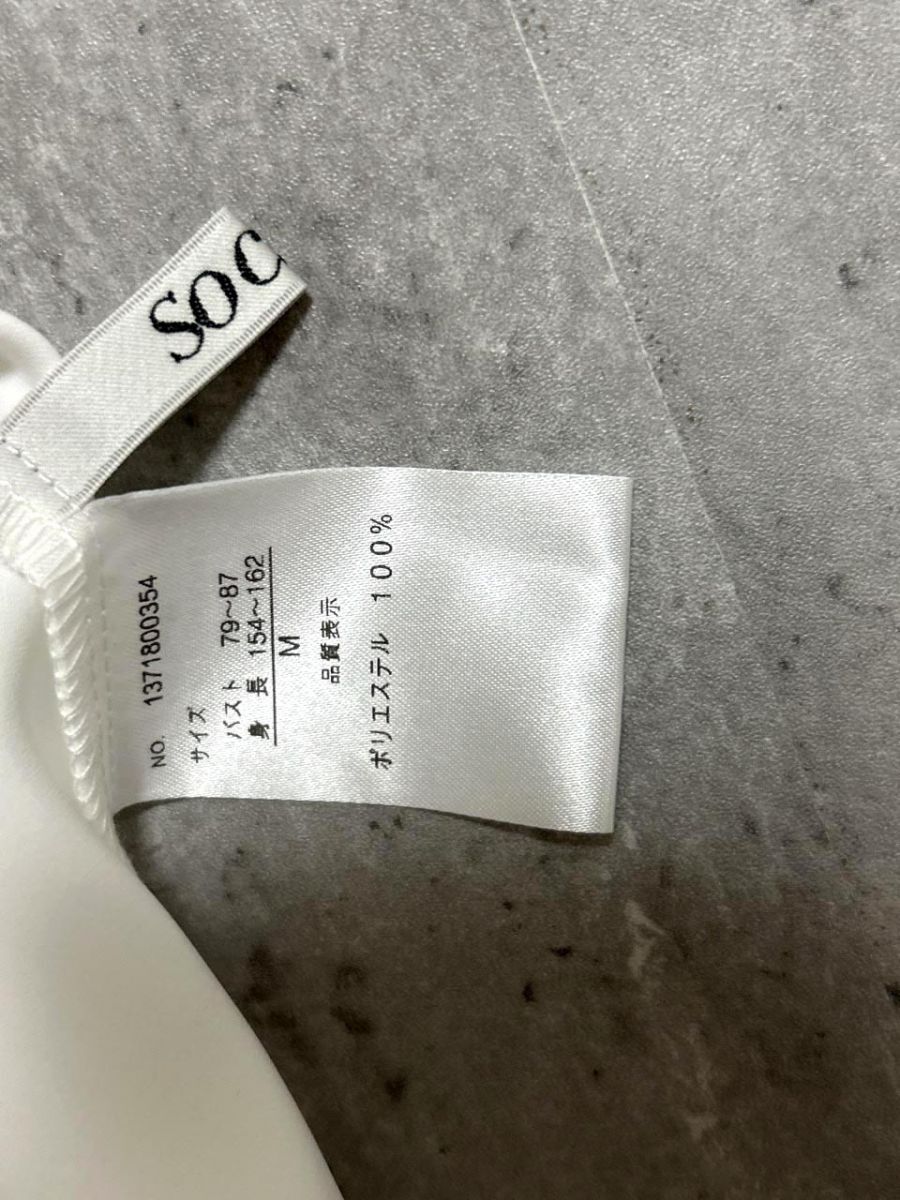 SOC
NO. 1371800354
サイズ
バスト 79～87
身 長 154～162
M
品質表示
ポリエステル 100%